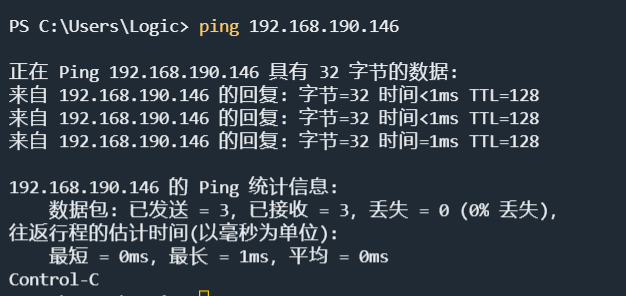 PS C:\Users\Logic> ping 192.168.190.146
正在 Ping 192.168.190.146 具有 32 字节的数据:
来自 192.168.190.146 的回复: 字节=32 时间<1ms TTL=128
来自 192.168.190.146 的回复: 字节=32 时间<1ms TTL=128
来自 192.168.190.146 的回复: 字节=32 时间=1ms TTL=128
192.168.190.146 的 Ping 统计信息:
数据包: 已发送 = 3, 已接收 = 3, 丢失 = 0 (0% 丢失),
往返行程的估计时间(以毫秒为单位):
最短 = 0ms, 最长 = 1ms, 平均 = 0ms
Control-C